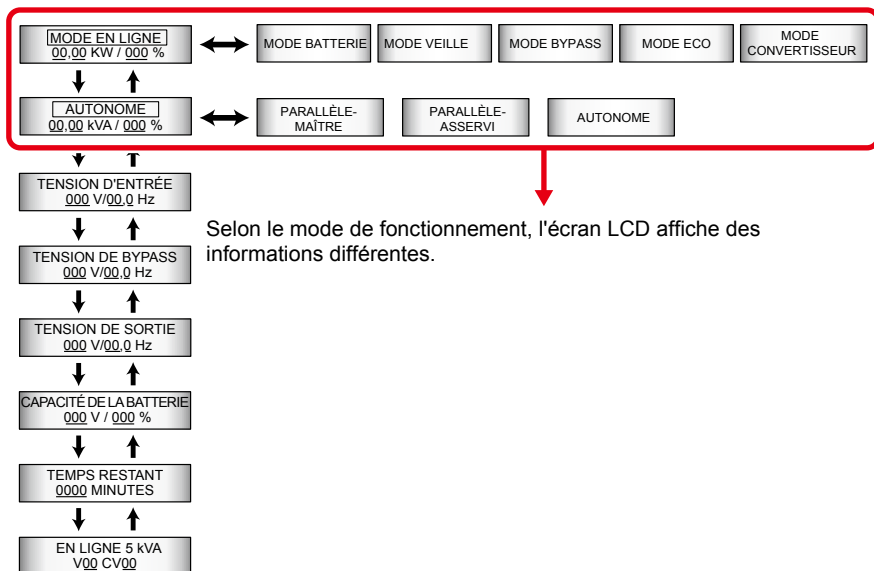 MODE EN LIGNE
00,00 KW / 000 %
MODE BATTERIE
MODE VEILLE
MODE BYPASS
MODE ECO
MODE
CONVERTISSEUR
AUTONOME
00,00 kVA / 000 %
PARALLÈLE-
MAÎTRE
PARALLÈLE-
ASSERVI
AUTONOME
TENSION D'ENTRÉE
000 V/00,0 Hz
Selon le mode de fonctionnement, l'écran LCD affiche des
informations différentes.
TENSION DE BYPASS
000 V/00,0 Hz
TENSION DE SORTIE
000 V/00,0 Hz
CAPACITÉ DE LA BATTERIE
000 V / 000 %
TEMPS RESTANT
0000 MINUTES
EN LIGNE 5 kVA
V00 CV00